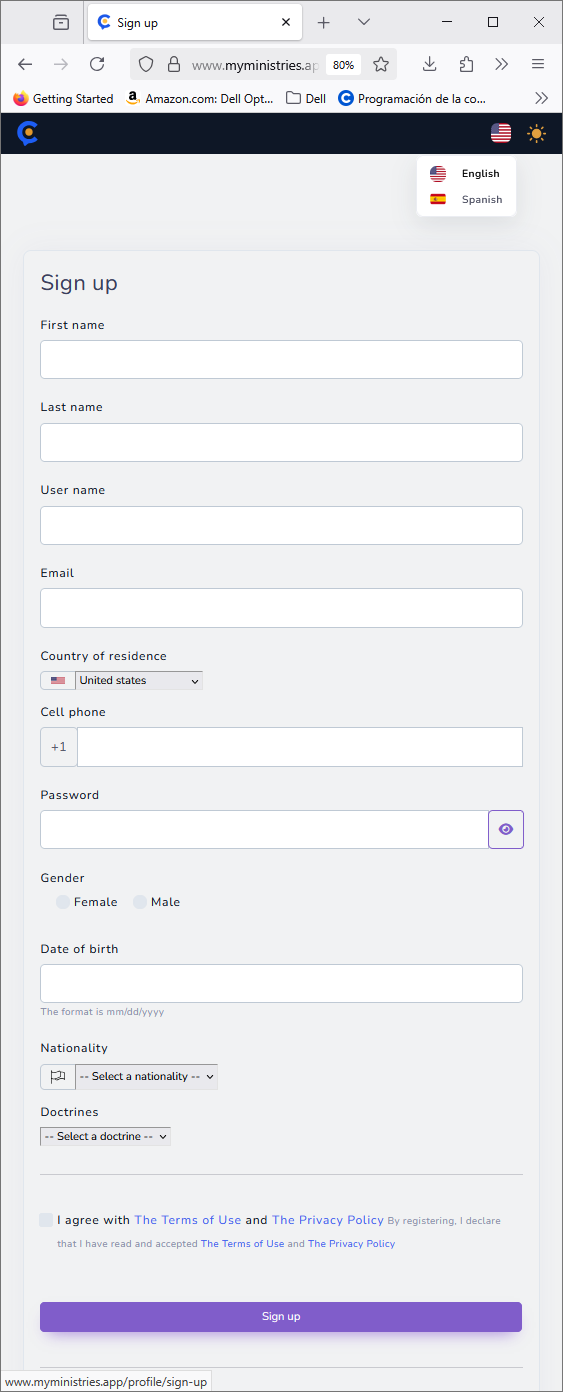 Sign up
www.myministries.ap
80%
Getting Started
Amazon.com: Dell Opt...
Dell
Programación de la co...
English
Spanish
Sign up
First name
Last name
User name
Email
Country of residence
United states
Cell phone
+1
Password
Gender
Female Male
Date of birth
The format is mm/dd/yyyy
Nationality
-- Select a nationality --
Doctrines
-- Select a doctrine --
I agree with The Terms of Use and The Privacy Policy By registering, I declare
that I have read and accepted The Terms of Use and The Privacy Policy
Sign up
www.myministries.app/profile/sign-up